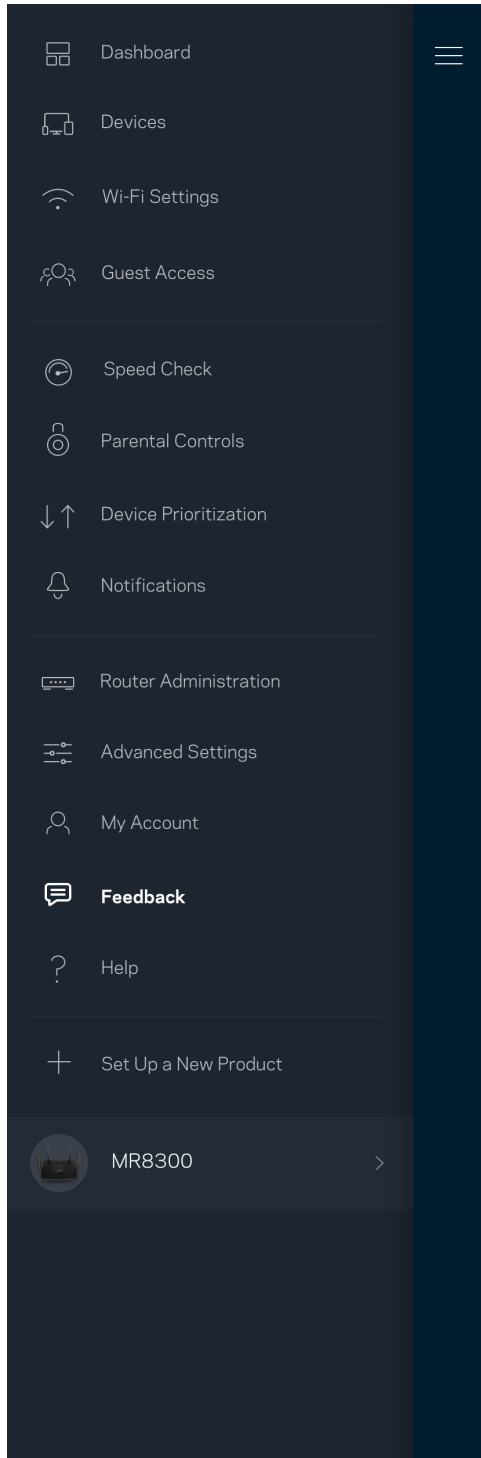 Dashboard
Devices
Wi-Fi Settings
Guest Access
Speed Check
Parental Controls
Device Prioritization
Notifications
Router Administration
Advanced Settings
My Account
Feedback
Help
Set Up a New Product
MR8300